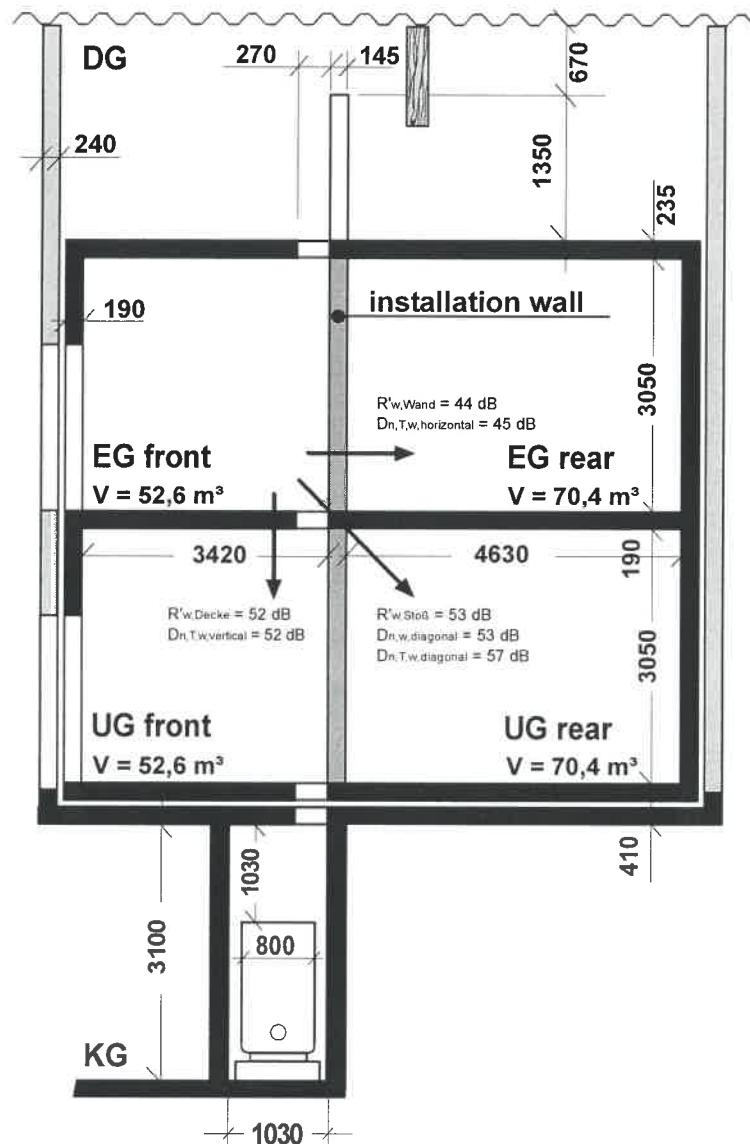 DG
270
145
670
240
1350
235
190
installation wall
R'w,Wand = 44 dB
Dn,T,w,horizontal = 45 dB
3050
EG front
V = 52,6 m³
EG rear
V = 70,4 m³
3420
4630
190
R'w,Decke = 52 dB
Dn,T,w,vertical = 52 dB
R'w,Stoß = 53 dB
Dn,w,diagonal = 53 dB
Dn,T,w,diagonal = 57 dB
3050
UG front
V = 52,6 m³
UG rear
V = 70,4 m³
410
1030
3100
800
KG
1030